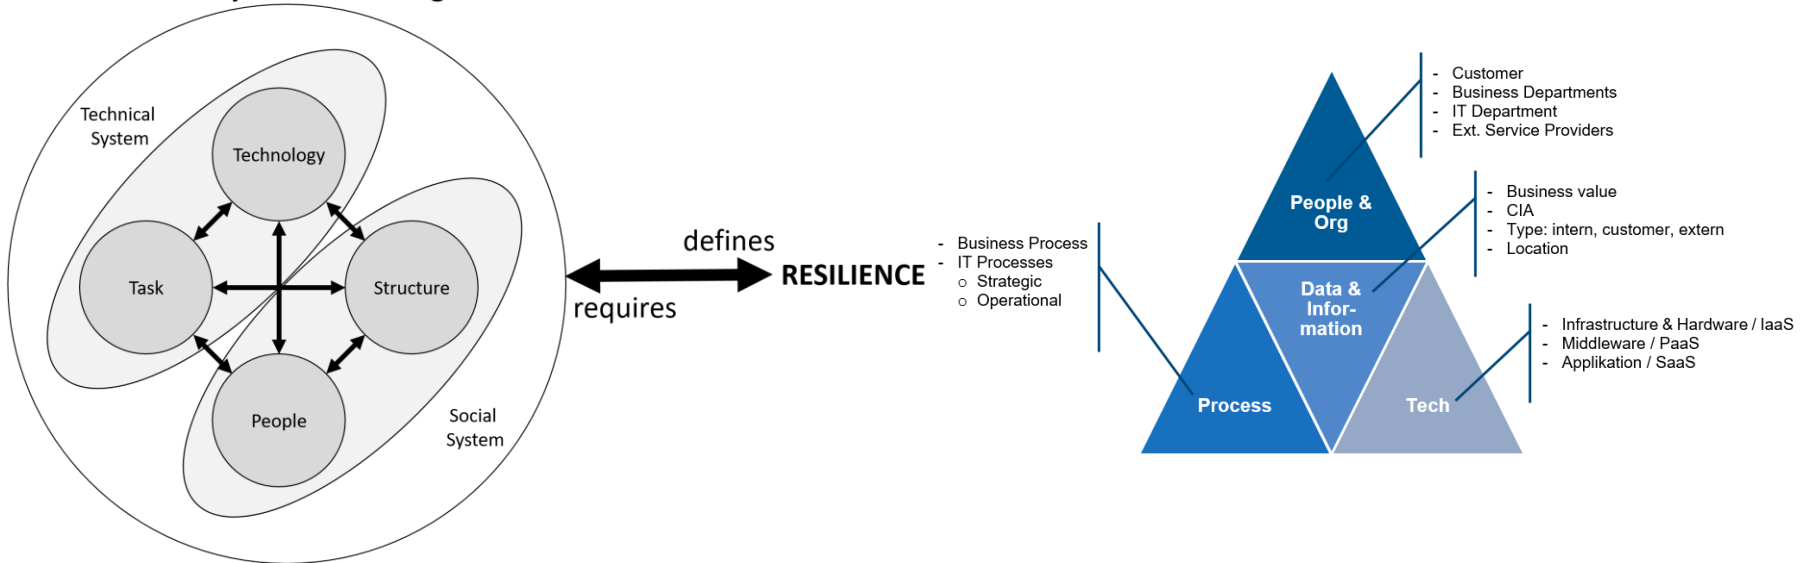 Technical
System
Technology
Task
Structure
People
Social
System
defines
requires
RESILIENCE
- Business Process
- IT Processes
o Strategic
o Operational
- Customer
- Business Departments
- IT Department
- Ext. Service Providers
People &
Org
- Business value
- CIA
- Type: intern, customer, extern
- Location
Data &
Infor-
mation
- Infrastructure & Hardware / IaaS
- Middleware / PaaS
- Applikation / SaaS
Process
Tech